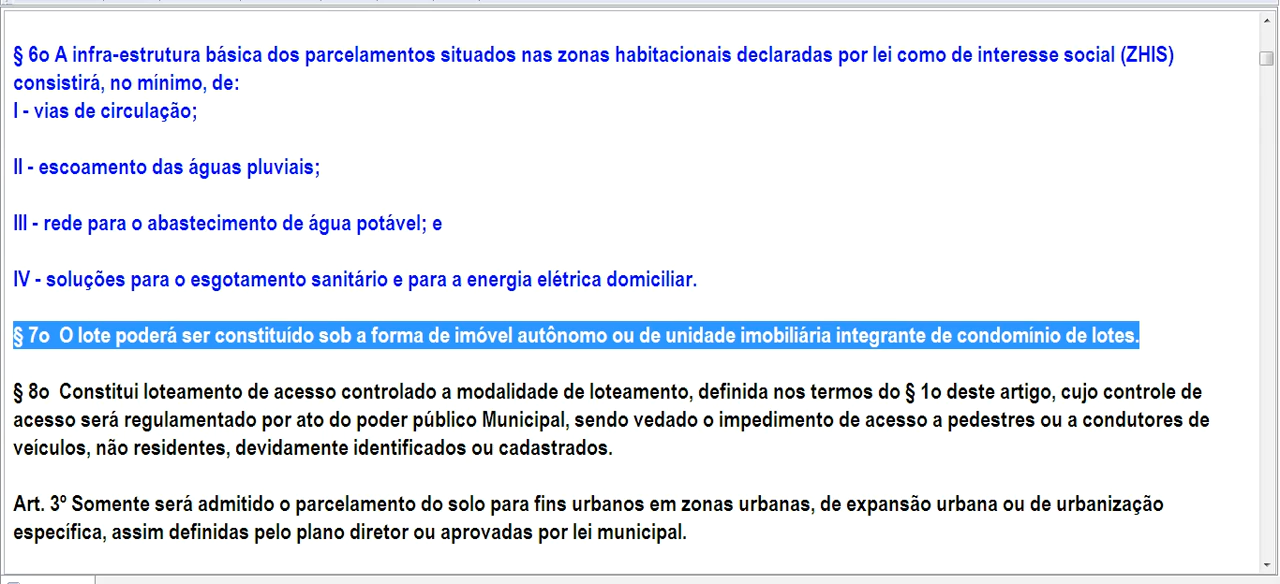 § 6o A infra-estrutura básica dos parcelamentos situados nas zonas habitacionais declaradas por lei como de interesse social (ZHIS)
consistirá, no mínimo, de:
I - vias de circulação;
II - escoamento das águas pluviais;
III - rede para o abastecimento de água potável; e
IV - soluções para o esgotamento sanitário e para a energia elétrica domiciliar.
§ 7o  O lote poderá ser constituído sob a forma de imóvel autônomo ou de unidade imobiliária integrante de condomínio de lotes.
§ 8o  Constitui loteamento de acesso controlado a modalidade de loteamento, definida nos termos do § 1o deste artigo, cujo controle de
acesso será regulamentado por ato do poder público Municipal, sendo vedado o impedimento de acesso a pedestres ou a condutores de
veículos, não residentes, devidamente identificados ou cadastrados.
Art. 3º Somente será admitido o parcelamento do solo para fins urbanos em zonas urbanas, de expansão urbana ou de urbanização
específica, assim definidas pelo plano diretor ou aprovadas por lei municipal.